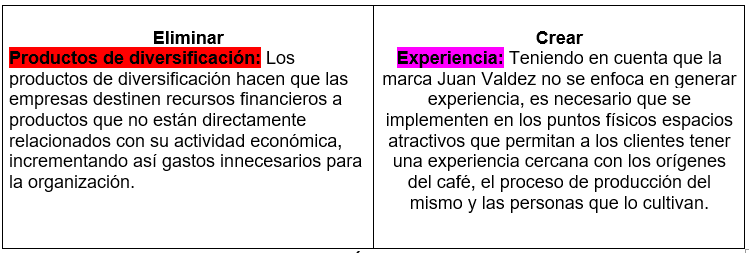 Eliminar
Productos de diversificación: Los
productos de diversificación hacen que las
empresas destinen recursos financieros a
productos que no están directamente
relacionados con su actividad económica,
incrementando así gastos innecesarios para
la organización.
Crear
Experiencia: Teniendo en cuenta que la
marca Juan Valdez no se enfoca en generar
experiencia, es necesario que se
implementen en los puntos físicos espacios
atractivos que permitan a los clientes tener
una experiencia cercana con los orígenes
del café, el proceso de producción del
mismo y las personas que lo cultivan.